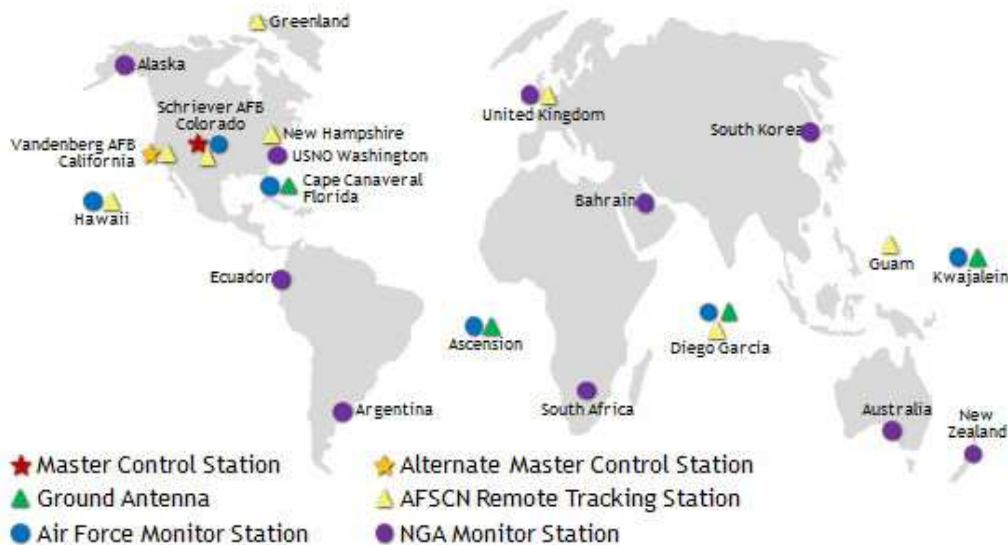 Greenland
Alaska
Schriever AFB
Colorado
New Hampshire
Vandenberg AFB
California
USNO Washington
Cape Canaveral
Florida
Hawaii
United Kingdom
South Korea
Bahrain
Guam
Kwajalein
Ecuador
Ascension
Diego Garcia
Argentina
South Africa
Australia
New
Zealand
Master Control Station
Alternate Master Control Station
Ground Antenna
AFSCN Remote Tracking Station
Air Force Monitor Station
NGA Monitor Station